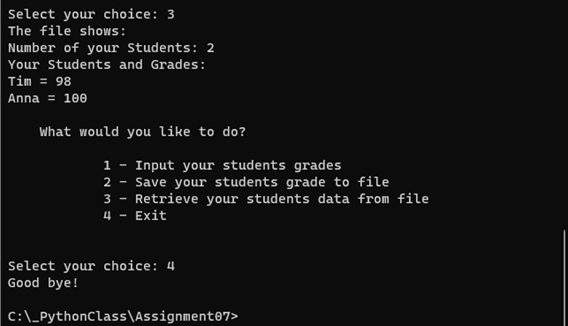 Select your choice: 3
The file shows:
Number of your Students: 2
Your Students and Grades:
Tim = 98
Anna = 100
What would you like to do?
1 - Input your students grades
2 - Save your students grade to file
3 - Retrieve your students data from file
4 - Exit
Select your choice: 4
Good bye!
C:\_PythonClass\Assignment07>